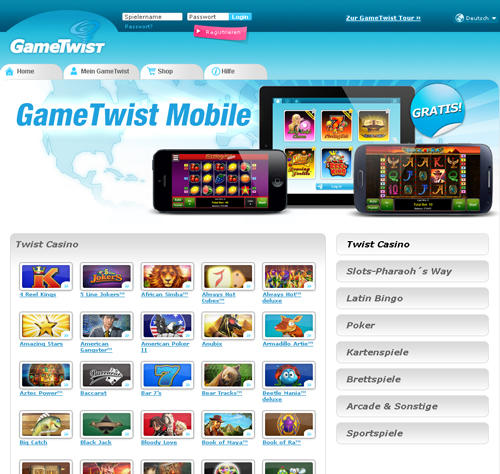 Spielername
Passwort
Login
Passwort?
Registrieren
Zur GameTwist Tour »
Deutsch
GameTwist
Home
Mein GameTwist
Shop
Hilfe
GameTwist Mobile
GRATIS!
Twist Casino
4 Reel Kings
5 Line Jokers™
African Simba™
Always Hot Cubes™
Always Hot™ deluxe
Amazing Stars
American Gangster™
American Poker II
Anubix
Armadillo Artie™
Aztec Power™
Baccarat
Bar 7's
Bear Tracks™
Beetle Mania™ deluxe
Big Catch
Black Jack
Bloody Love
Book of Maya™
Book of Ra™
Twist Casino
Slots-Pharaoh´s Way
Latin Bingo
Poker
Kartenspiele
Brettspiele
Arcade & Sonstige
Sportspiele